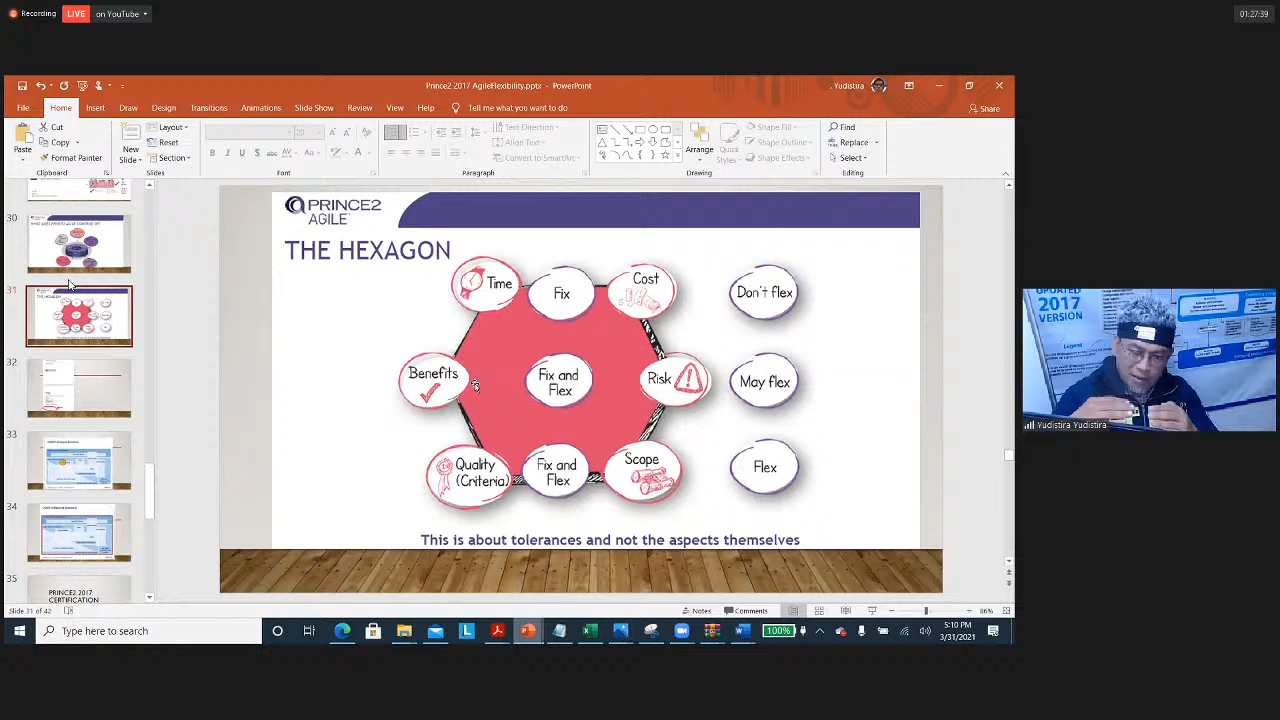 Recording
LIVE on YouTube
01:27:39
Prince2 2017 AgileFlexibility.pptx - PowerPoint
Yudistira
File Home Insert Draw Design Transitions Animations Slide Show Review View Help Tell me what you want to do
Share
Paste
Cut
Copy
Format Painter
Clipboard
New Slide
Layout
Reset
Section
Slides
20
Font
Text Direction
Align Text
Convert to SmartArt
Paragraph
Arrange
Quick Styles
Shape Fill
Shape Outline
Shape Effects
Drawing
Find
Replace
Select
Editing
30
31
THE HEXAGON
32
33
34
35
PRINCE2 2017
CERTIFICATION
PRINCE2
AGILE
THE HEXAGON
Time
Fix
Cost
Don't flex
Benefits
Fix and
Flex
Risk
May flex
Quality
(Criteria)
Fix and
Flex
Scope
Flex
This is about tolerances and not the aspects themselves
UPDATED
2017
VERSION
Legend
Yudistira Yudistira
Slide 31 of 42
Notes
Comments
86%
Type here to search
100%
5:10 PM
3/31/2021